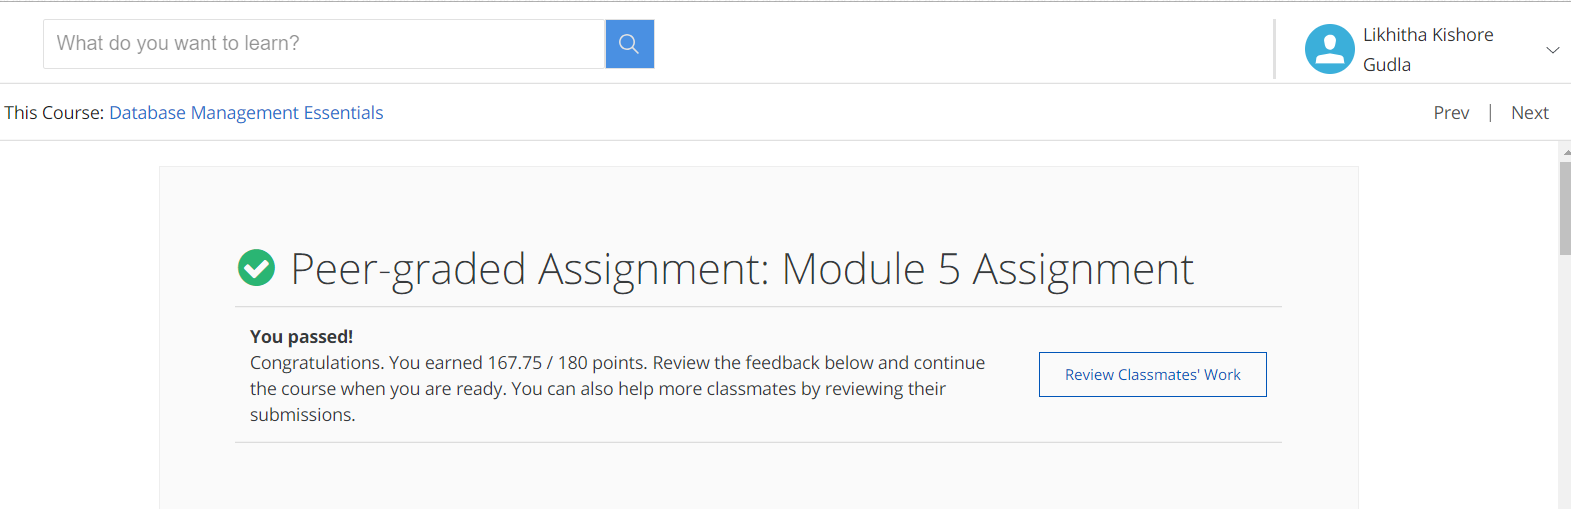 What do you want to learn?
Likhitha Kishore
Gudla
This Course: Database Management Essentials
Prev | Next
Peer-graded Assignment: Module 5 Assignment
You passed!
Congratulations. You earned 167.75 / 180 points. Review the feedback below and continue
the course when you are ready. You can also help more classmates by reviewing their
submissions.
Review Classmates' Work